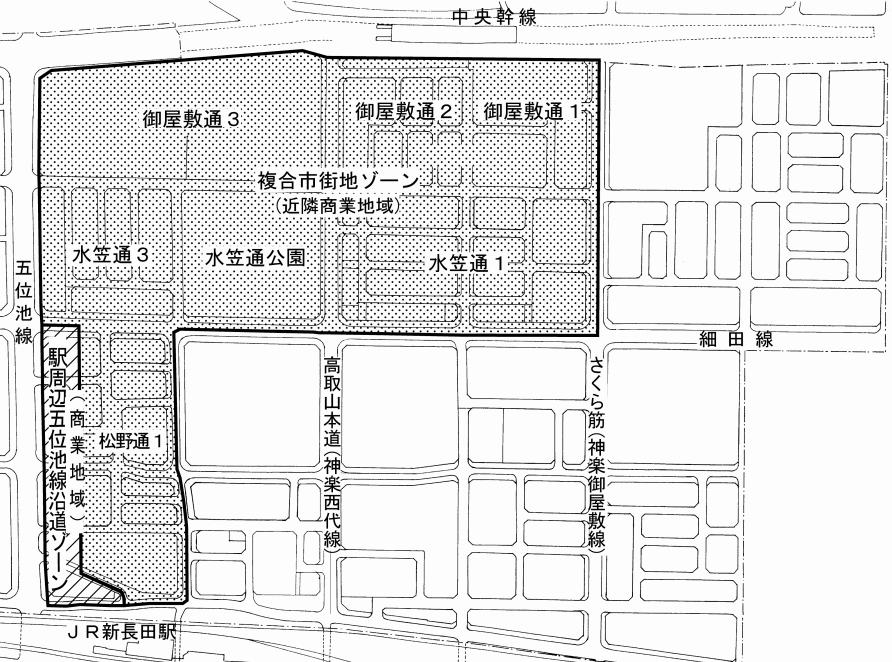 中央幹線
御屋敷通3
御屋敷通2
御屋敷通1
複合市街地ゾーン
(近隣商業地域)
水笠通3
水笠通公園
水笠通1
五位池線
細田線
駅周辺五位池線沿道ゾーン
(商業地域)
松野通1
高取山本道(神楽西代線)
さくら筋(神楽御屋敷線)
JR新長田駅